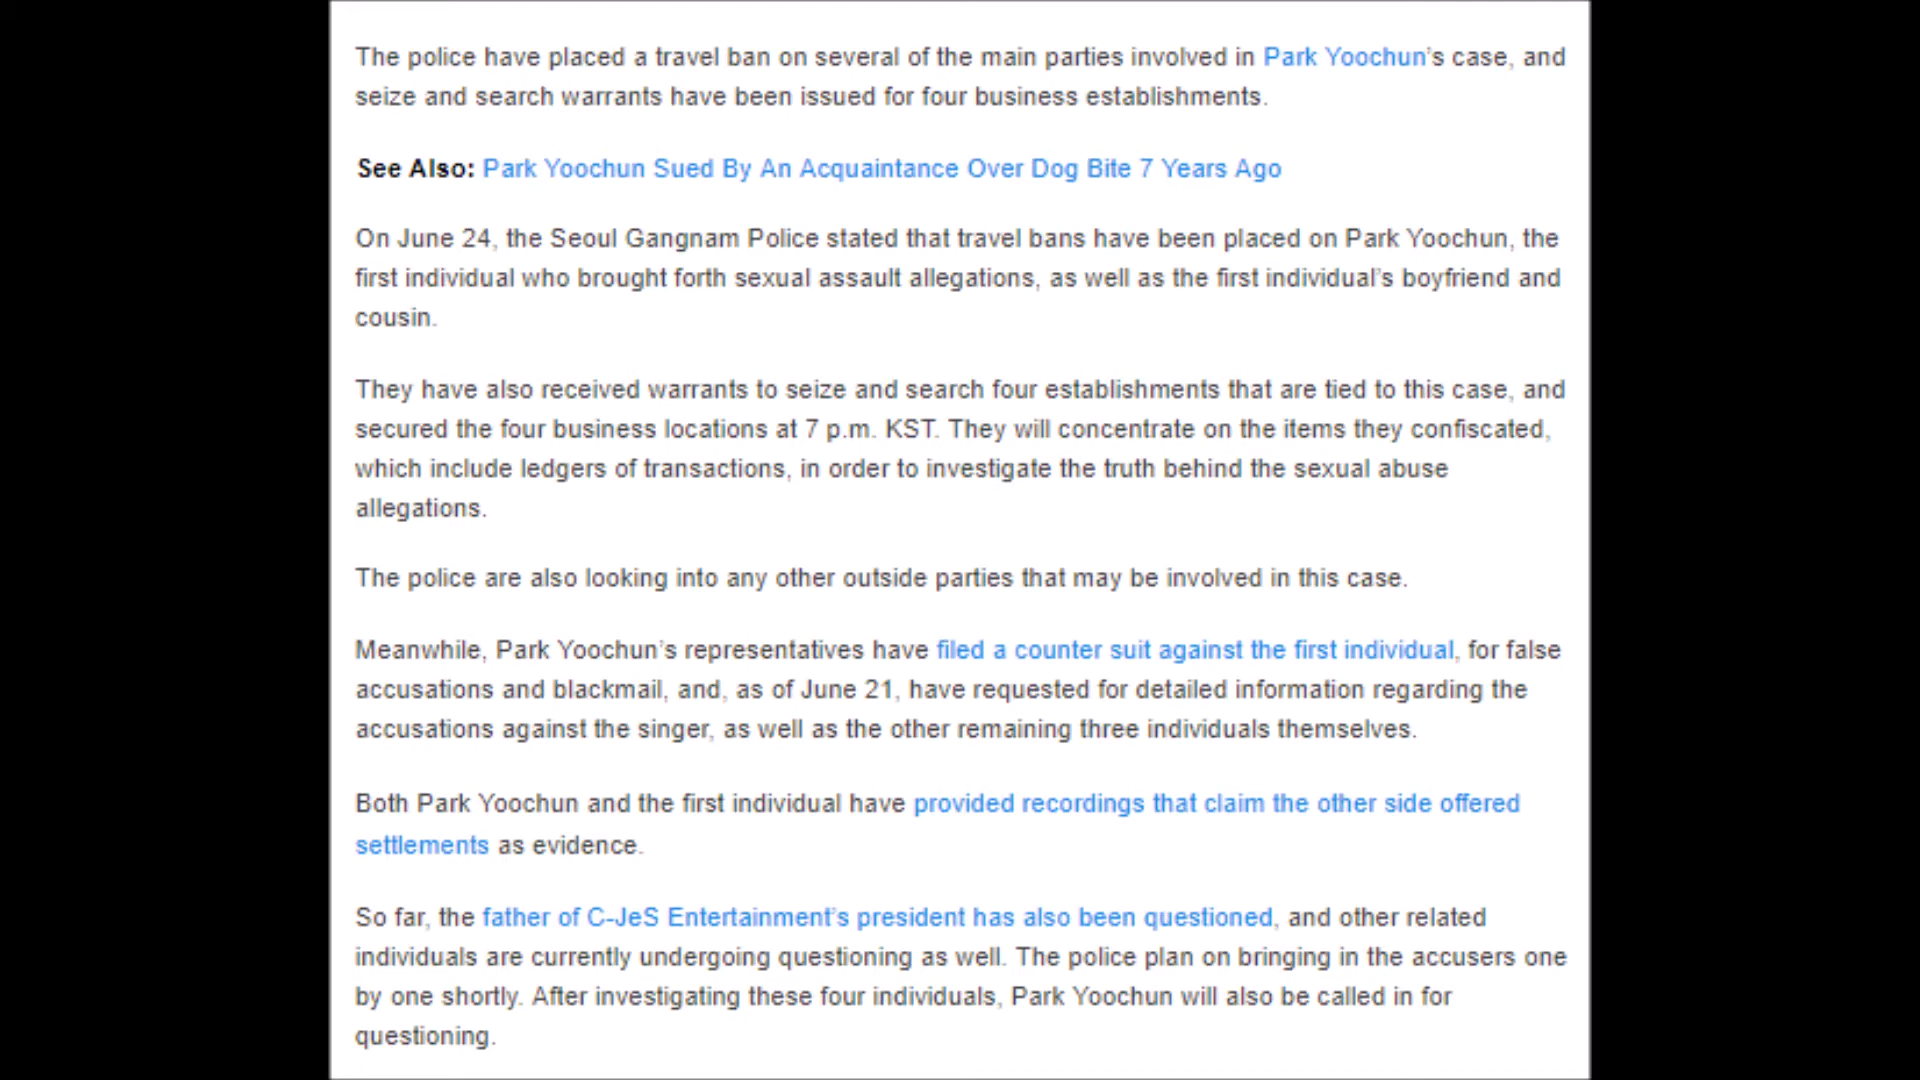 The police have placed a travel ban on several of the main parties involved in Park Yoochun's case, and
seize and search warrants have been issued for four business establishments.
See Also: Park Yoochun Sued By An Acquaintance Over Dog Bite 7 Years Ago
On June 24, the Seoul Gangnam Police stated that travel bans have been placed on Park Yoochun, the
first individual who brought forth sexual assault allegations, as well as the first individual's boyfriend and
cousin.
They have also received warrants to seize and search four establishments that are tied to this case, and
secured the four business locations at 7 p.m. KST. They will concentrate on the items they confiscated,
which include ledgers of transactions, in order to investigate the truth behind the sexual abuse
allegations.
The police are also looking into any other outside parties that may be involved in this case.
Meanwhile, Park Yoochun's representatives have filed a counter suit against the first individual, for false
accusations and blackmail, and, as of June 21, have requested for detailed information regarding the
accusations against the singer, as well as the other remaining three individuals themselves.
Both Park Yoochun and the first individual have provided recordings that claim the other side offered
settlements as evidence.
So far, the father of C-JeS Entertainment's president has also been questioned, and other related
individuals are currently undergoing questioning as well. The police plan on bringing in the accusers one
by one shortly. After investigating these four individuals, Park Yoochun will also be called in for
questioning.